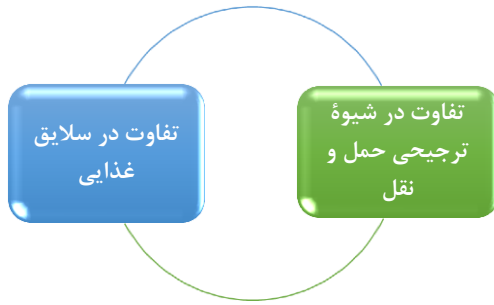 تفاوت در شیوهٔ
ترجیحی حمل و
نقل
تفاوت در سلایق
غذایی